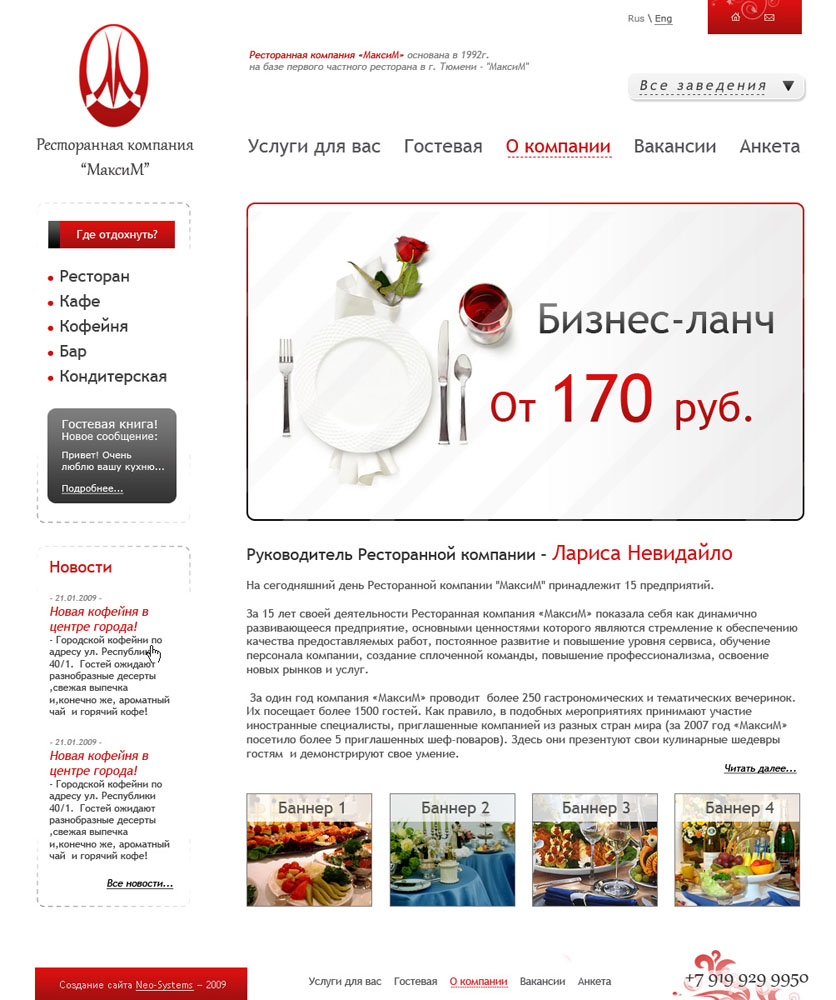 Rus \ Eng
Ресторанная компания «МаксиМ» основана в 1992г.
на базе первого частного ресторана в г. Тюмени - "МаксиМ"
Все заведения
Ресторанная компания
“МаксиМ”
Услуги для вас Гостевая О компании Вакансии Анкета
Где отдохнуть?
Ресторан
Кафе
Кофейня
Бар
Кондитерская
Гостевая книга!
Новое сообщение:
Привет! Очень
люблю вашу кухню...
Подробнее...
Бизнес-ланч
От 170 руб.
Новости
- 21.01.2009 -
Новая кофейня в
центре города!
- Городской кофейни по
адресу ул. Республики
40/1. Гостей ожидают
разнобразные десерты
,свежая выпечка
и,конечно же, ароматный
чай и горячий кофе!
- 21.01.2009 -
Новая кофейня в
центре города!
- Городской кофейни по
адресу ул. Республики
40/1. Гостей ожидают
разнобразные десерты
,свежая выпечка
и,конечно же, ароматный
чай и горячий кофе!
Все новости...
Руководитель Ресторанной компании - Лариса Невидайло
На сегодняшний день Ресторанной компании "МаксиМ" принадлежит 15 предприятий.
За 15 лет своей деятельности Ресторанная компания «МаксиМ» показала себя как динамично
развивающееся предприятие, основными ценностями которого являются стремление к обеспечению
качества предоставляемых работ, постоянное развитие и повышение уровня сервиса, обучение
персонала компании, создание сплоченной команды, повышение профессионализма, освоение
новых рынков и услуг.
За один год компания «МаксиМ» проводит более 250 гастрономических и тематических вечеринок.
Их посещает более 1500 гостей. Как правило, в подобных мероприятиях принимают участие
иностранные специалисты, приглашенные компанией из разных стран мира (за 2007 год «МаксиМ»
посетило более 5 приглашенных шеф-поваров). Здесь они презентуют свои кулинарные шедевры
гостям и демонстрируют свое умение.
Читать далее...
Баннер 1 Баннер 2 Баннер 3 Баннер 4
Создание сайта Neo-Systems – 2009
Услуги для вас Гостевая О компании Вакансии Анкета
+7 919 929 9950